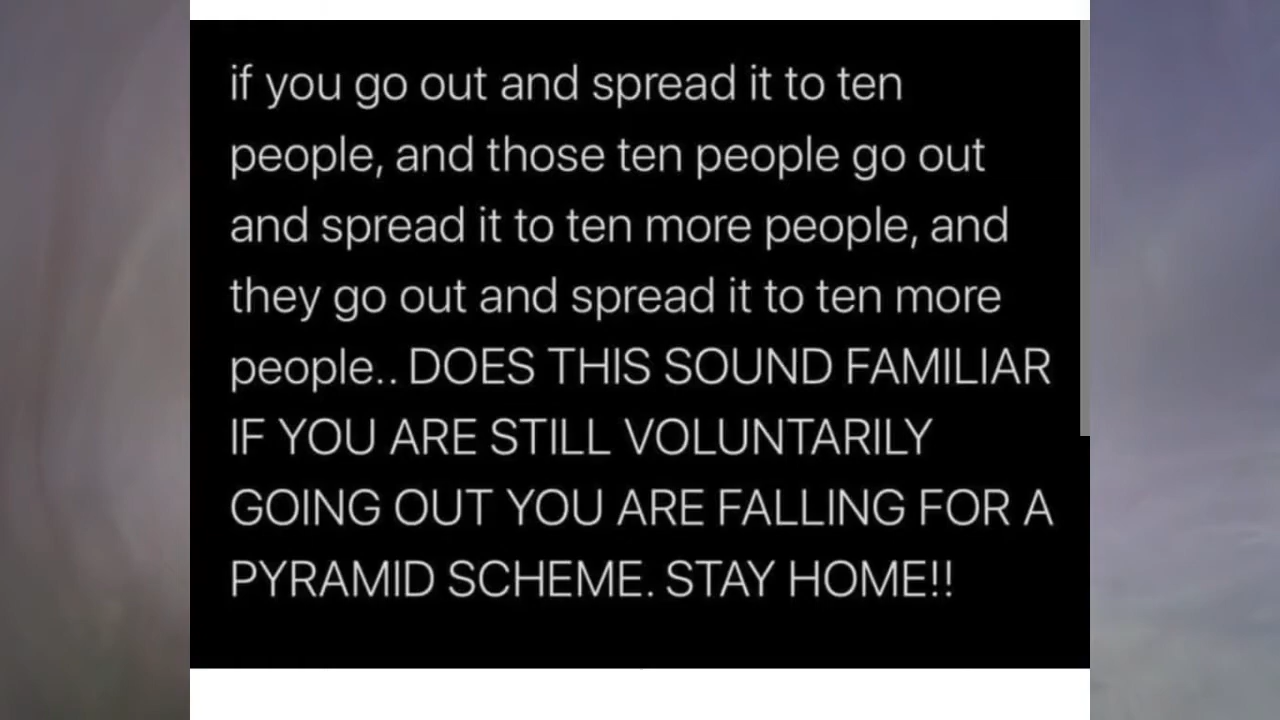 if you go out and spread it to ten
people, and those ten people go out
and spread it to ten more people, and
they go out and spread it to ten more
people.. DOES THIS SOUND FAMILIAR
IF YOU ARE STILL VOLUNTARILY
GOING OUT YOU ARE FALLING FOR A
PYRAMID SCHEME. STAY HOME!!